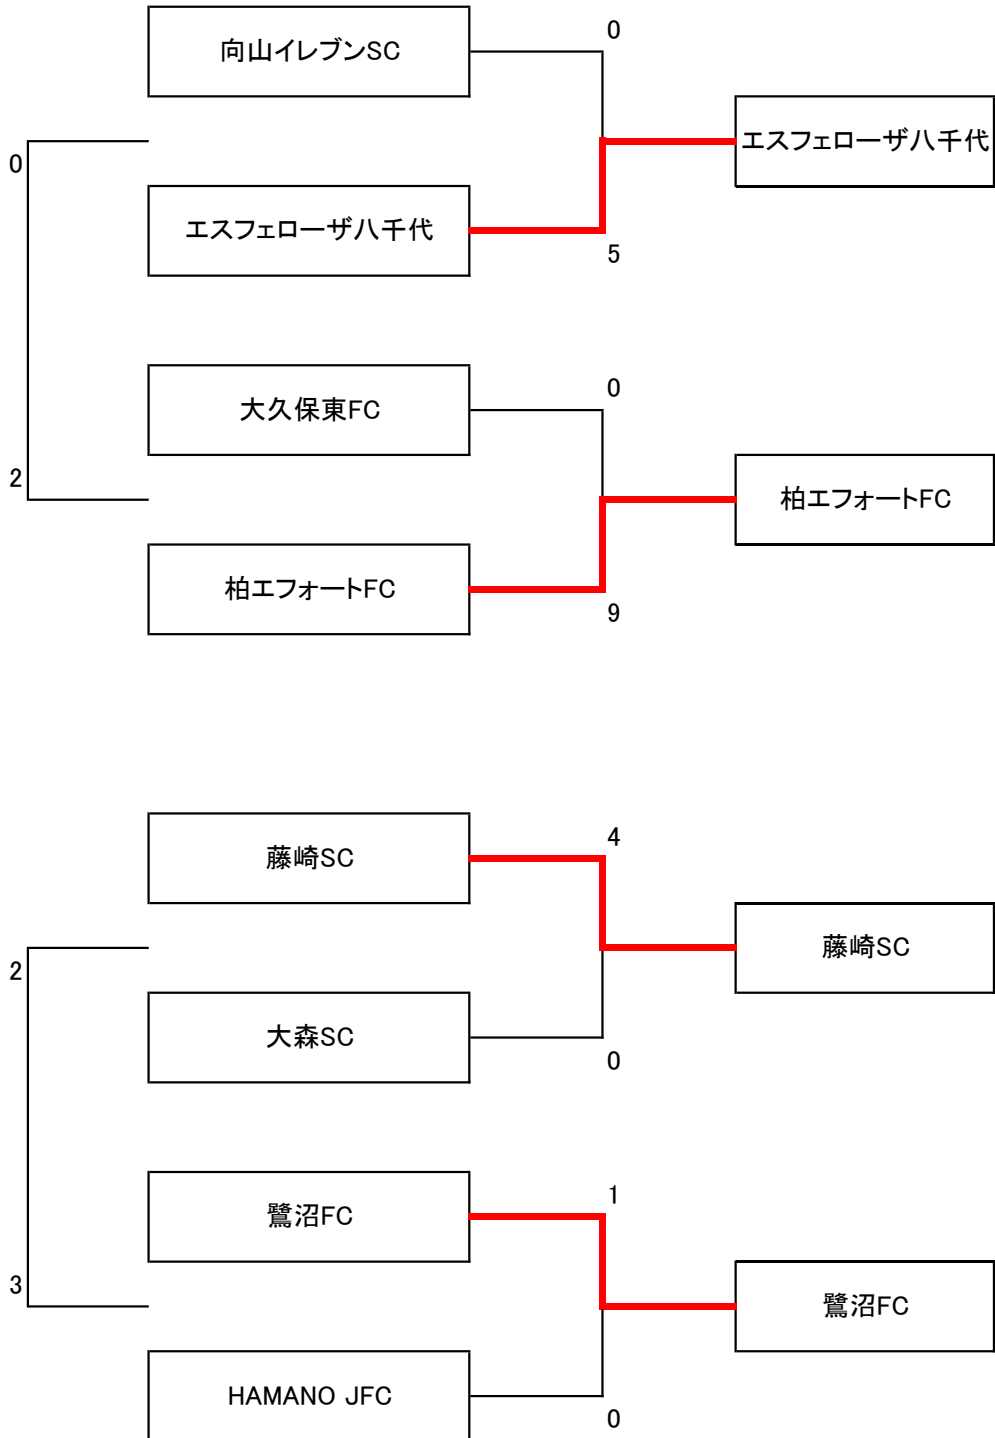 0
向山イレブンSC
エスフェローザ八千代
0
エスフェローザ八千代
5
0
大久保東FC
2
柏エフォートFC
柏エフォートFC
9
4
藤崎SC
藤崎SC
2
大森SC
0
1
鷺沼FC
3
鷺沼FC
HAMANO JFC
0